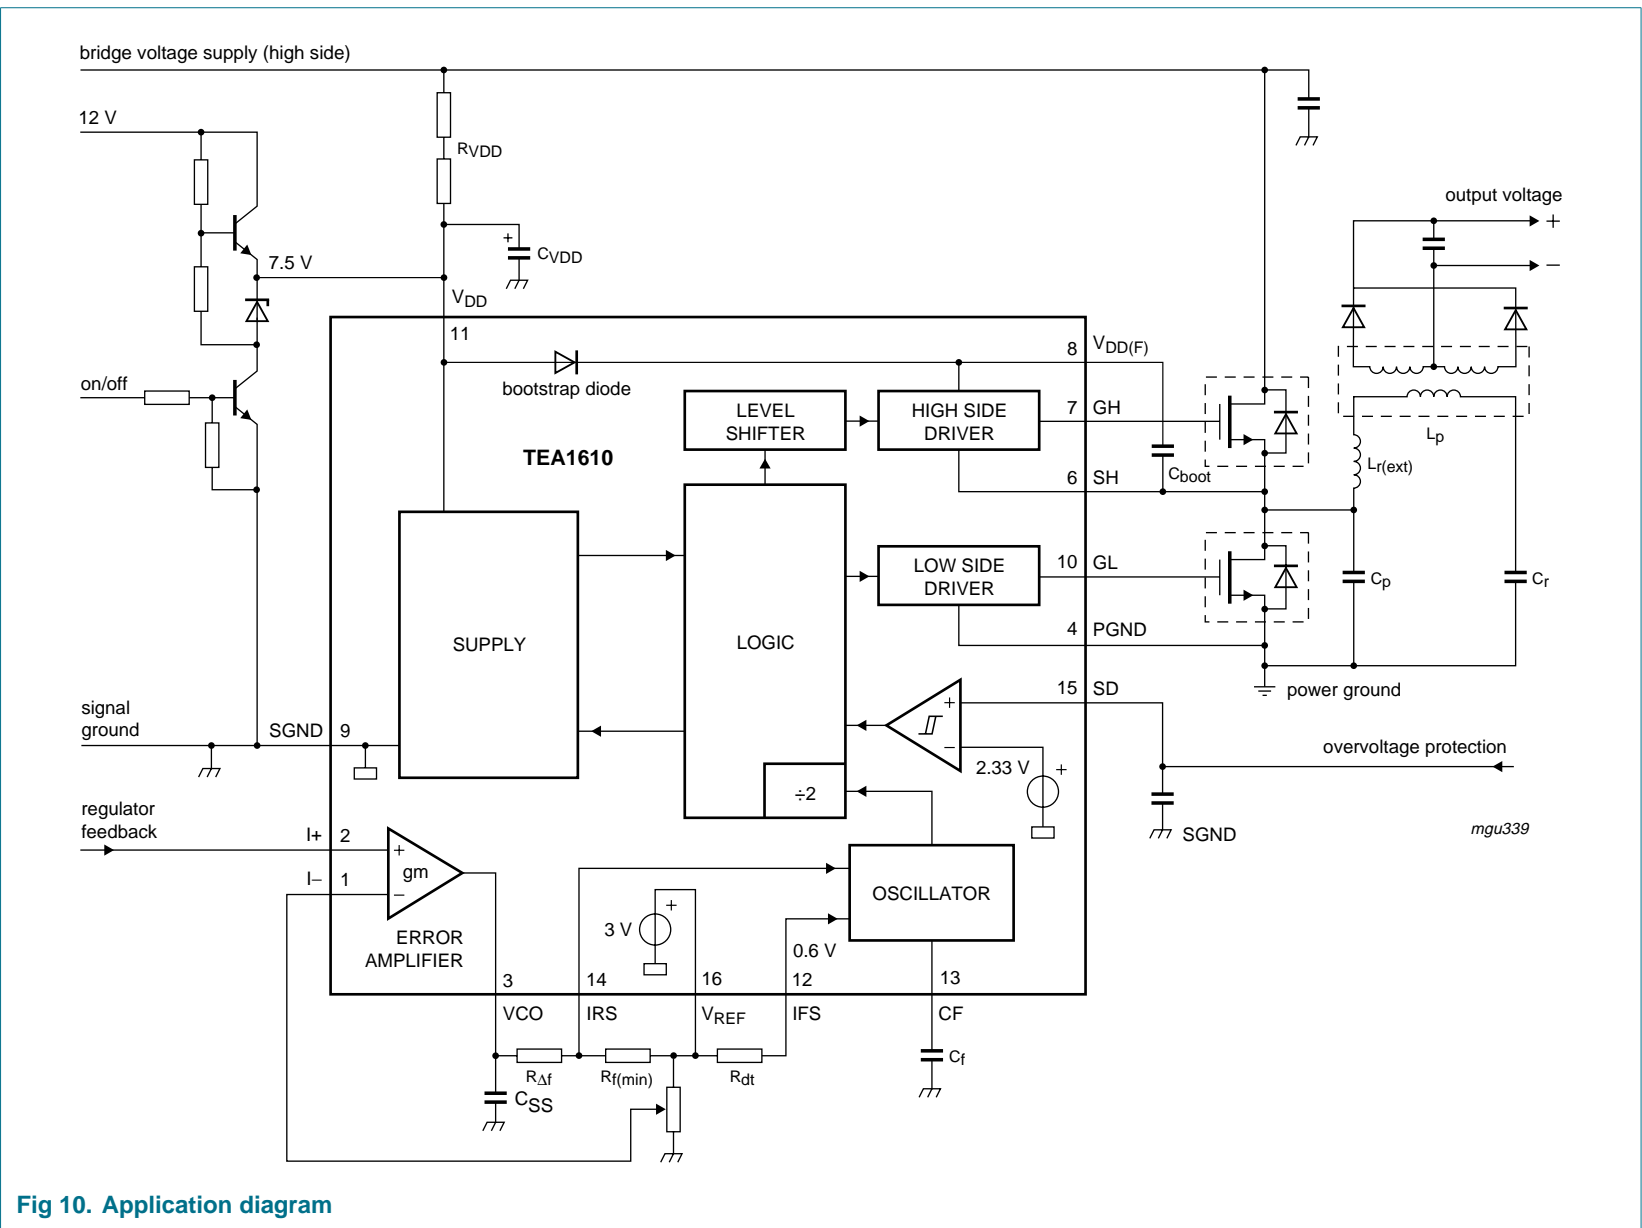 bridge voltage supply (high side)
12 V
RVDD
output voltage
+
+
CVDD
−
7.5 V
VDD
11
8 VDD(F)
bootstrap diode
on/off
LEVEL
SHIFTER
HIGH SIDE
DRIVER
7 GH
Lp
TEA1610
Lr(ext)
6 SH
Cboot
LOW SIDE
DRIVER
10 GL
Cp
Cr
4 PGND
SUPPLY
LOGIC
15 SD
power ground
signal
ground
SGND 9
+
−
2.33 V
+
overvoltage protection
÷2
regulator
feedback
I+ 2
+
SGND
mgu339
gm
I− 1
−
OSCILLATOR
+
3 V
ERROR
AMPLIFIER
0.6 V
3
14
16
12
13
VCO
IRS
VREF
IFS
CF
RΔf
Rf(min)
Rdt
Cf
CSS
Fig 10. Application diagram